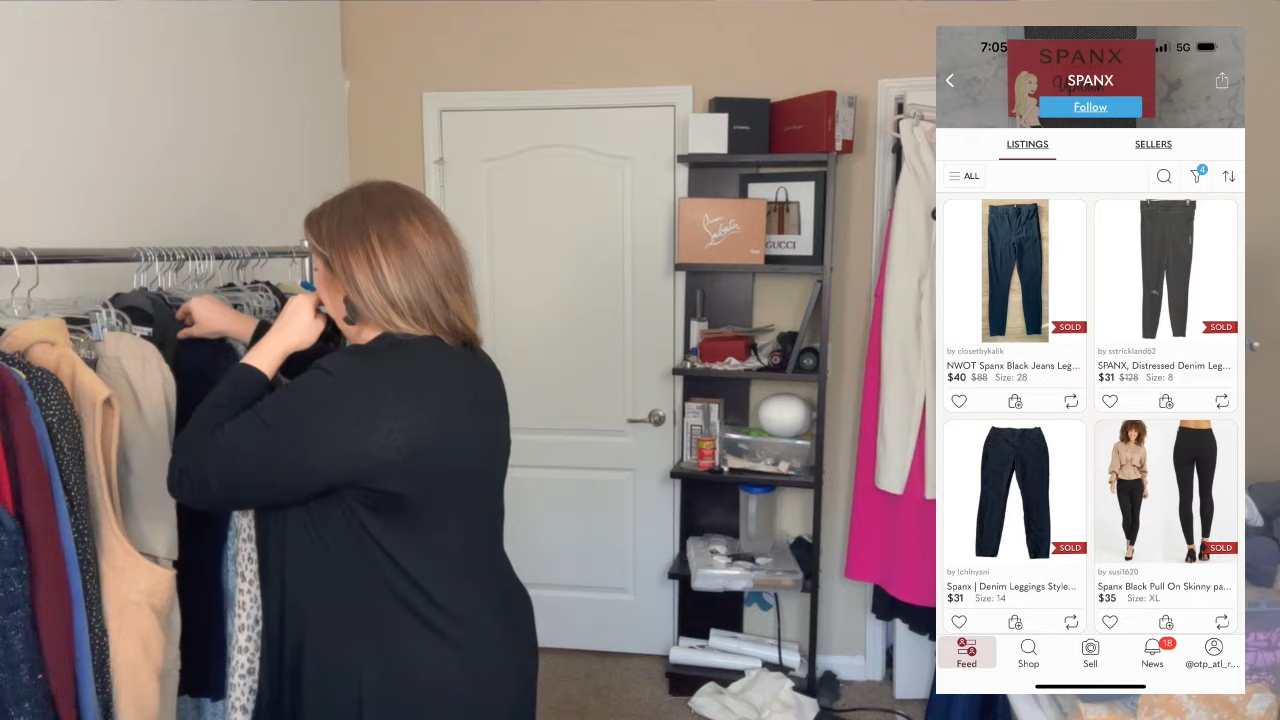 GUCCI
7:05
5G
SPANX
SPANX
Follow
LISTINGS
SELLERS
ALL
4
SOLD
SOLD
by closetbykalik
by sstrickland62
NWOT Spanx Black Jeans Leg...
SPANX, Distressed Denim Leg...
$40 $88 Size: 28
$31 $128 Size: 8
SOLD
SOLD
by lchinyani
by susi1620
Spanx | Denim Leggings Style...
Spanx Black Pull On Skinny pa...
$31 Size: 14
$35 Size: XL
18
Feed
Shop
Sell
News
@otp_atl_r...